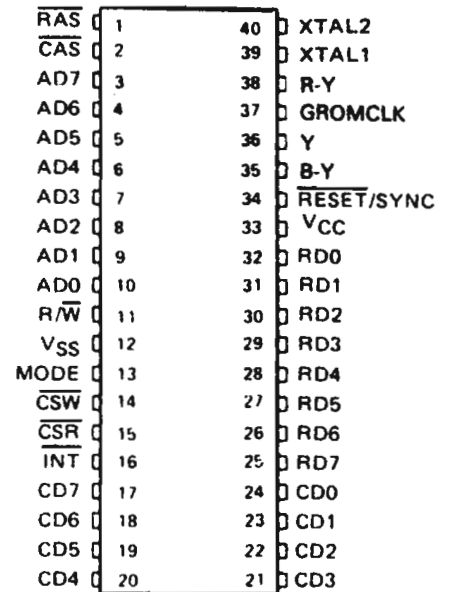 RAS 1 40 XTAL2
CAS 2 39 XTAL1
AD7 3 38 R-Y
AD6 4 37 GROMCLK
AD5 5 36 Y
AD4 6 35 B-Y
AD3 7 34 RESET/SYNC
AD2 8 33 VCC
AD1 9 32 RD0
AD0 10 31 RD1
R/W 11 30 RD2
VSS 12 29 RD3
MODE 13 28 RD4
CSW 14 27 RD5
CSR 15 26 RD6
INT 16 25 RD7
CD7 17 24 CD0
CD6 18 23 CD1
CD5 19 22 CD2
CD4 20 21 CD3